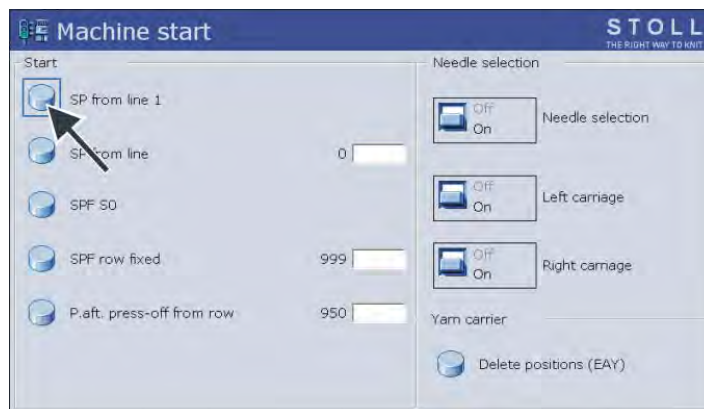 Machine start
STOLL
THE RIGHT WAY TO KNIT
Start
SP from line 1
SP from line 0
SPF S0
SPF row fixed 999
P.aft. press-off from row 950
Needle selection
Off
On
Needle selection
Off
On
Left carriage
Off
On
Right carriage
Yarn carrier
Delete positions (EAY)